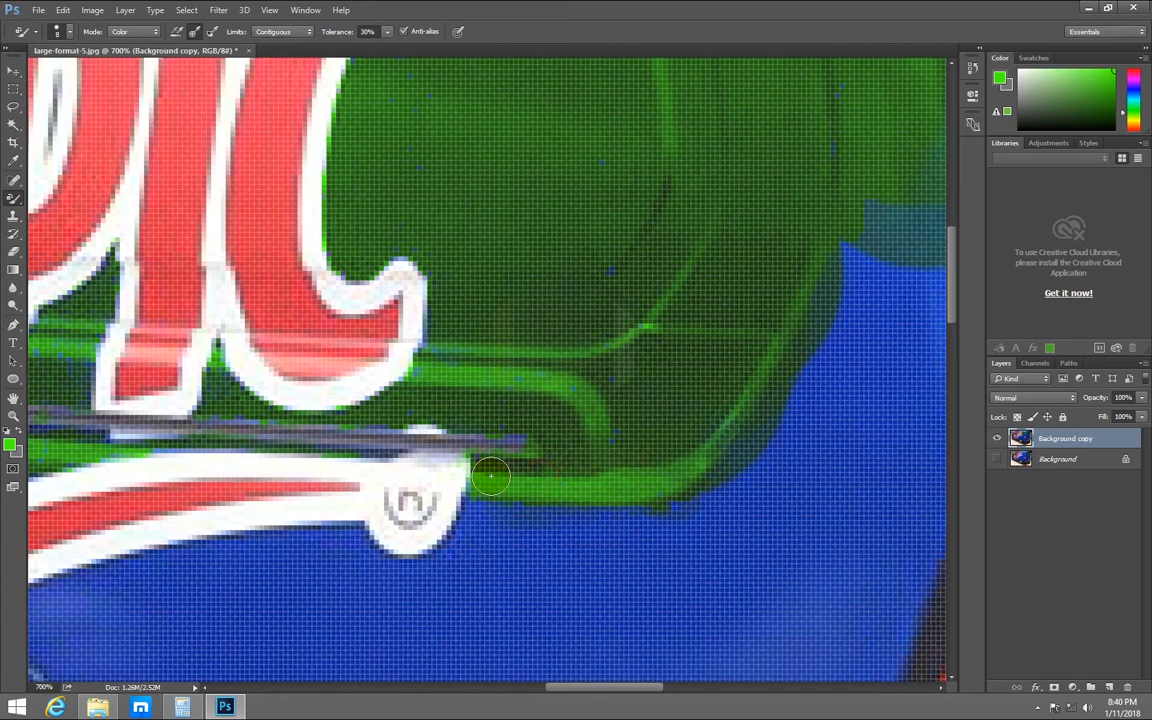 Ps File Edit Image Layer Type Select Filter 3D View Window Help
8 Mode: Color Limits: Contiguous Tolerance: 30% Anti-alias Essentials
large-format-5.jpg @ 700% (Background copy, RGB/8#) *
Color Swatches
Libraries Adjustments Styles
To use Creative Cloud Libraries,
please install the Creative Cloud
Application
Get it now!
Layers Channels Paths
Kind
Normal Opacity: 100%
Lock: Fill: 100%
Background copy
Background
700% Doc: 1.26M/2.52M
Ps
8:40 PM
1/11/2018